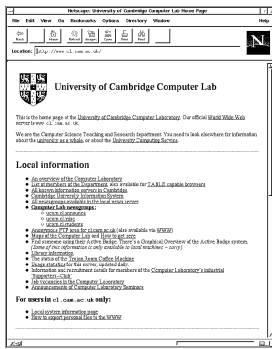 Netscape: University of Cambridge Computer Lab Home Page
File Edit View Go Bookmarks Options Directory Window Help
Back Home Reload Images Open Print Find
N
Location: http://www.cl.cam.ac.uk/
University of Cambridge Computer Lab
This is the home page of the University of Cambridge Computer Laboratory. Our official World Wide Web
server is www.cl.cam.ac.uk.
We are the Computer Science Teaching and Research department. You need to look elsewhere for information
about the university as a whole, or about the University Computing Service.
Local information
An overview of the Computer Laboratory
List of members of the Department, also available for TABLE capable browsers
All known information servers in Cambridge
Cambridge University Information System
All newsgroups available in the local news server
Computer Lab newsgroups:
ucam.cl.announce
ucam.cl.misc
ucam.cl.students
Anonymous FTP area for cl.cam.ac.uk (also available via WWW)
Maps of the Computer Lab and How to get here
Find someone using their Active Badge. There's a Graphical Overview of the Active Badge system.
(Some of this information is only available to local machines - sorry)
Library information
The status of the Trojan Room Coffee Machine
Usage statistics for this server, updated daily.
Information and recruitment details for members of the Computer Laboratory's industrial
"Supporters-Club"
Job vacancies in the Computer Laboratory
Announcements of Computer Laboratory Seminars
For users in cl.cam.ac.uk only:
Local system information page
How to export personal files to the WWW